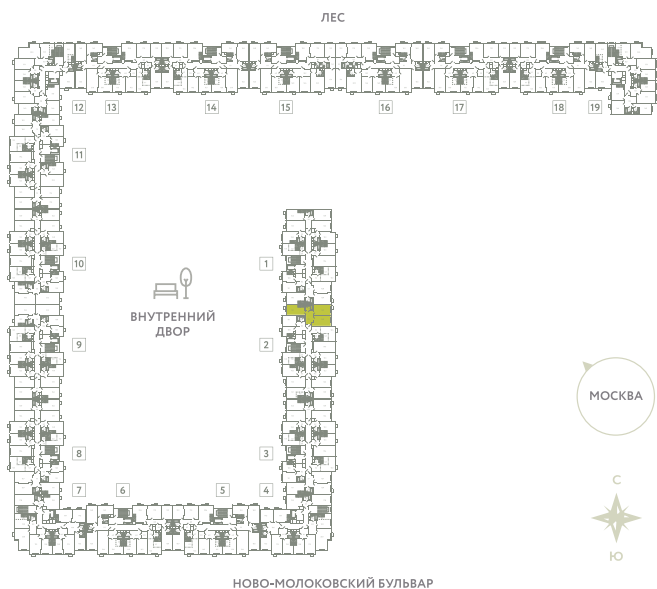 ЛЕС
12 13 14 15 16 17 18 19
11
10 1
ВНУТРЕННИЙ
ДВОР
9 2
МОСКВА
8 3
7 6 5 4
С
Ю
НОВО-МОЛОКОВСКИЙ БУЛЬВАР